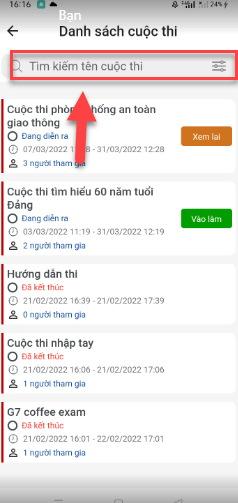 16:16
24%
Bạn
Danh sách cuộc thi
Tìm kiếm tên cuộc thi
Cuộc thi phòng chống an toàn
giao thông
Đang diễn ra
Xem lại
07/03/2022 12:28 - 31/03/2022 12:28
3 người tham gia
Cuộc thi tìm hiểu 60 năm tuổi
Đảng
Đang diễn ra
Vào làm
03/03/2022 11:19 - 31/03/2022 12:19
2 người tham gia
Hướng dẫn thi
Đã kết thúc
21/02/2022 16:39 - 21/02/2022 17:39
0 người tham gia
Cuộc thi nhập tay
Đã kết thúc
21/02/2022 16:06 - 21/02/2022 17:06
1 người tham gia
G7 coffee exam
Đã kết thúc
21/02/2022 16:01 - 22/02/2022 17:01
1 người tham gia